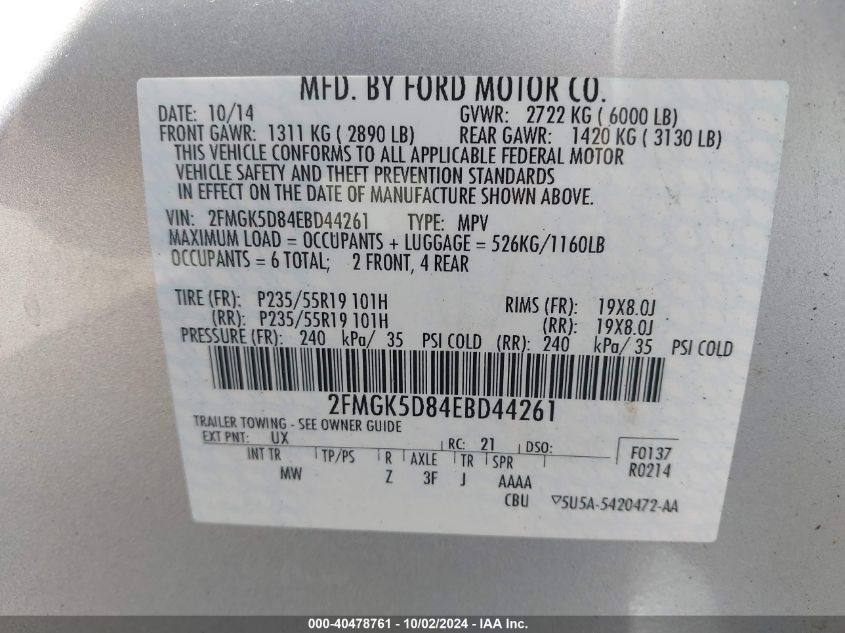 MFD. BY FORD MOTOR CO.
DATE: 10/14 GVWR: 2722 KG ( 6000 LB)
FRONT GAWR: 1311 KG ( 2890 LB) REAR GAWR: 1420 KG ( 3130 LB)
THIS VEHICLE CONFORMS TO ALL APPLICABLE FEDERAL MOTOR
VEHICLE SAFETY AND THEFT PREVENTION STANDARDS
IN EFFECT ON THE DATE OF MANUFACTURE SHOWN ABOVE.
VIN: 2FMGK5D84EBD44261 TYPE: MPV
MAXIMUM LOAD = OCCUPANTS + LUGGAGE = 526KG/1160LB
OCCUPANTS = 6 TOTAL; 2 FRONT, 4 REAR
TIRE (FR): P235/55R19 101H RIMS (FR): 19X8.0J
(RR): P235/55R19 101H (RR): 19X8.0J
PRESSURE (FR): 240 kPa/ 35 PSI COLD (RR): 240 kPa/ 35 PSI COLD
2FMGK5D84EBD44261
TRAILER TOWING - SEE OWNER GUIDE
EXT PNT: UX RC: 21 DSO: F0137
INT TR TP/PS R AXLE TR SPR R0214
MW Z 3F J AAAA
CBU 5U5A-5420472-AA
000-40478761 - 10/02/2024 - IAA Inc.